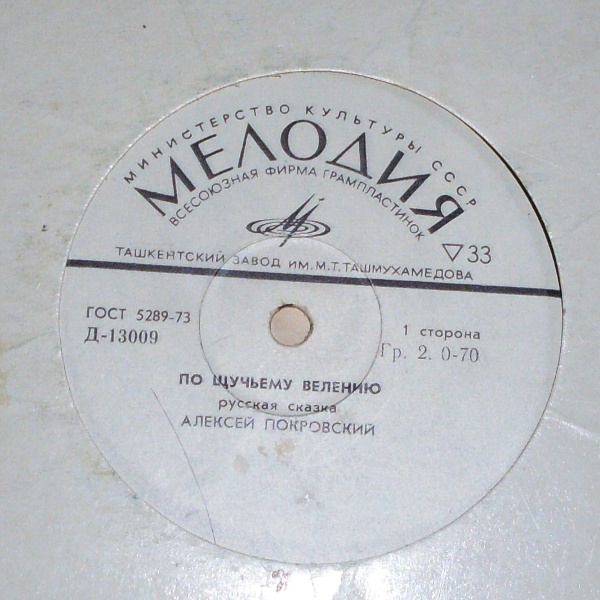 МИНИСТЕРСТВО КУЛЬТУРЫ СССР
МЕЛОДИЯ
ВСЕСОЮЗНАЯ ФИРМА ГРАМПЛАСТИНОК
▽33
ТАШКЕНТСКИЙ ЗАВОД ИМ. М.Т. ТАШМУХАМЕДОВА
ГОСТ 5289-73
Д-13009
1 сторона
Гр. 2. 0-70
ПО ЩУЧЬЕМУ ВЕЛЕНИЮ
русская сказка
АЛЕКСЕЙ ПОКРОВСКИЙ